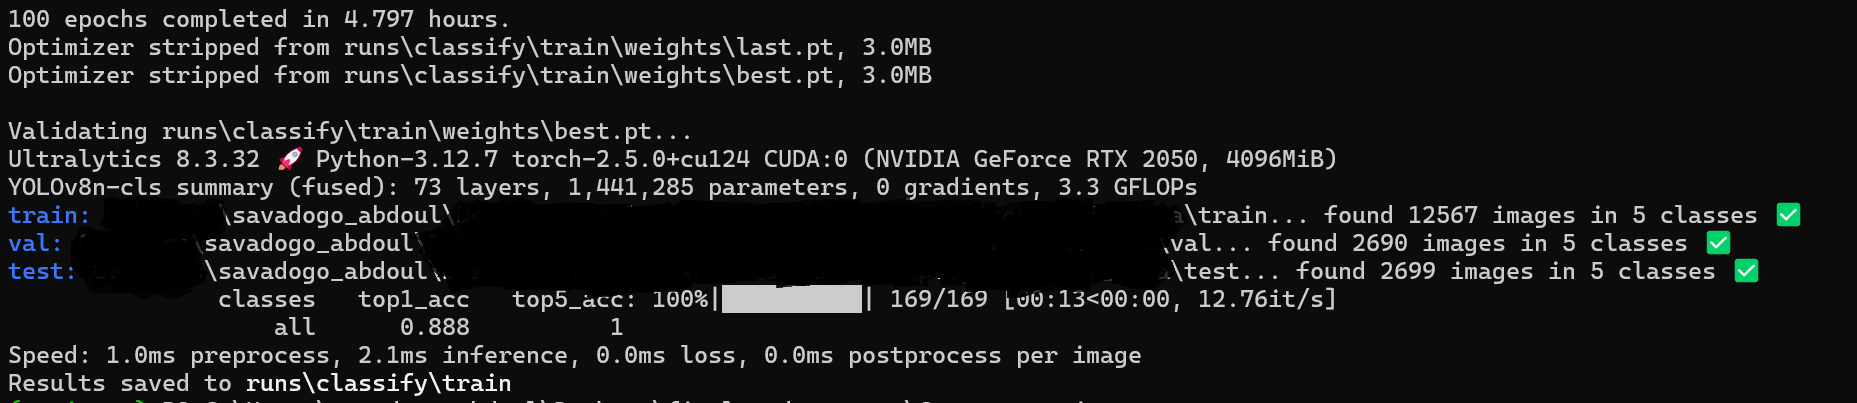 100 epochs completed in 4.797 hours.
Optimizer stripped from runs\classify\train\weights\last.pt, 3.0MB
Optimizer stripped from runs\classify\train\weights\best.pt, 3.0MB
Validating runs\classify\train\weights\best.pt...
Ultralytics 8.3.32 🚀 Python-3.12.7 torch-2.5.0+cu124 CUDA:0 (NVIDIA GeForce RTX 2050, 4096MiB)
YOLOv8n-cls summary (fused): 73 layers, 1,441,285 parameters, 0 gradients, 3.3 GFLOPs
train: \savadogo_abdoul\ \train... found 12567 images in 5 classes ✅
val: \savadogo_abdoul\ \val... found 2690 images in 5 classes ✅
test: \savadogo_abdoul\ \test... found 2699 images in 5 classes ✅
classes top1_acc top5_acc: 100%|██████████| 169/169 [00:13<00:00, 12.76it/s]
all 0.888 1
Speed: 1.0ms preprocess, 2.1ms inference, 0.0ms loss, 0.0ms postprocess per image
Results saved to runs\classify\train